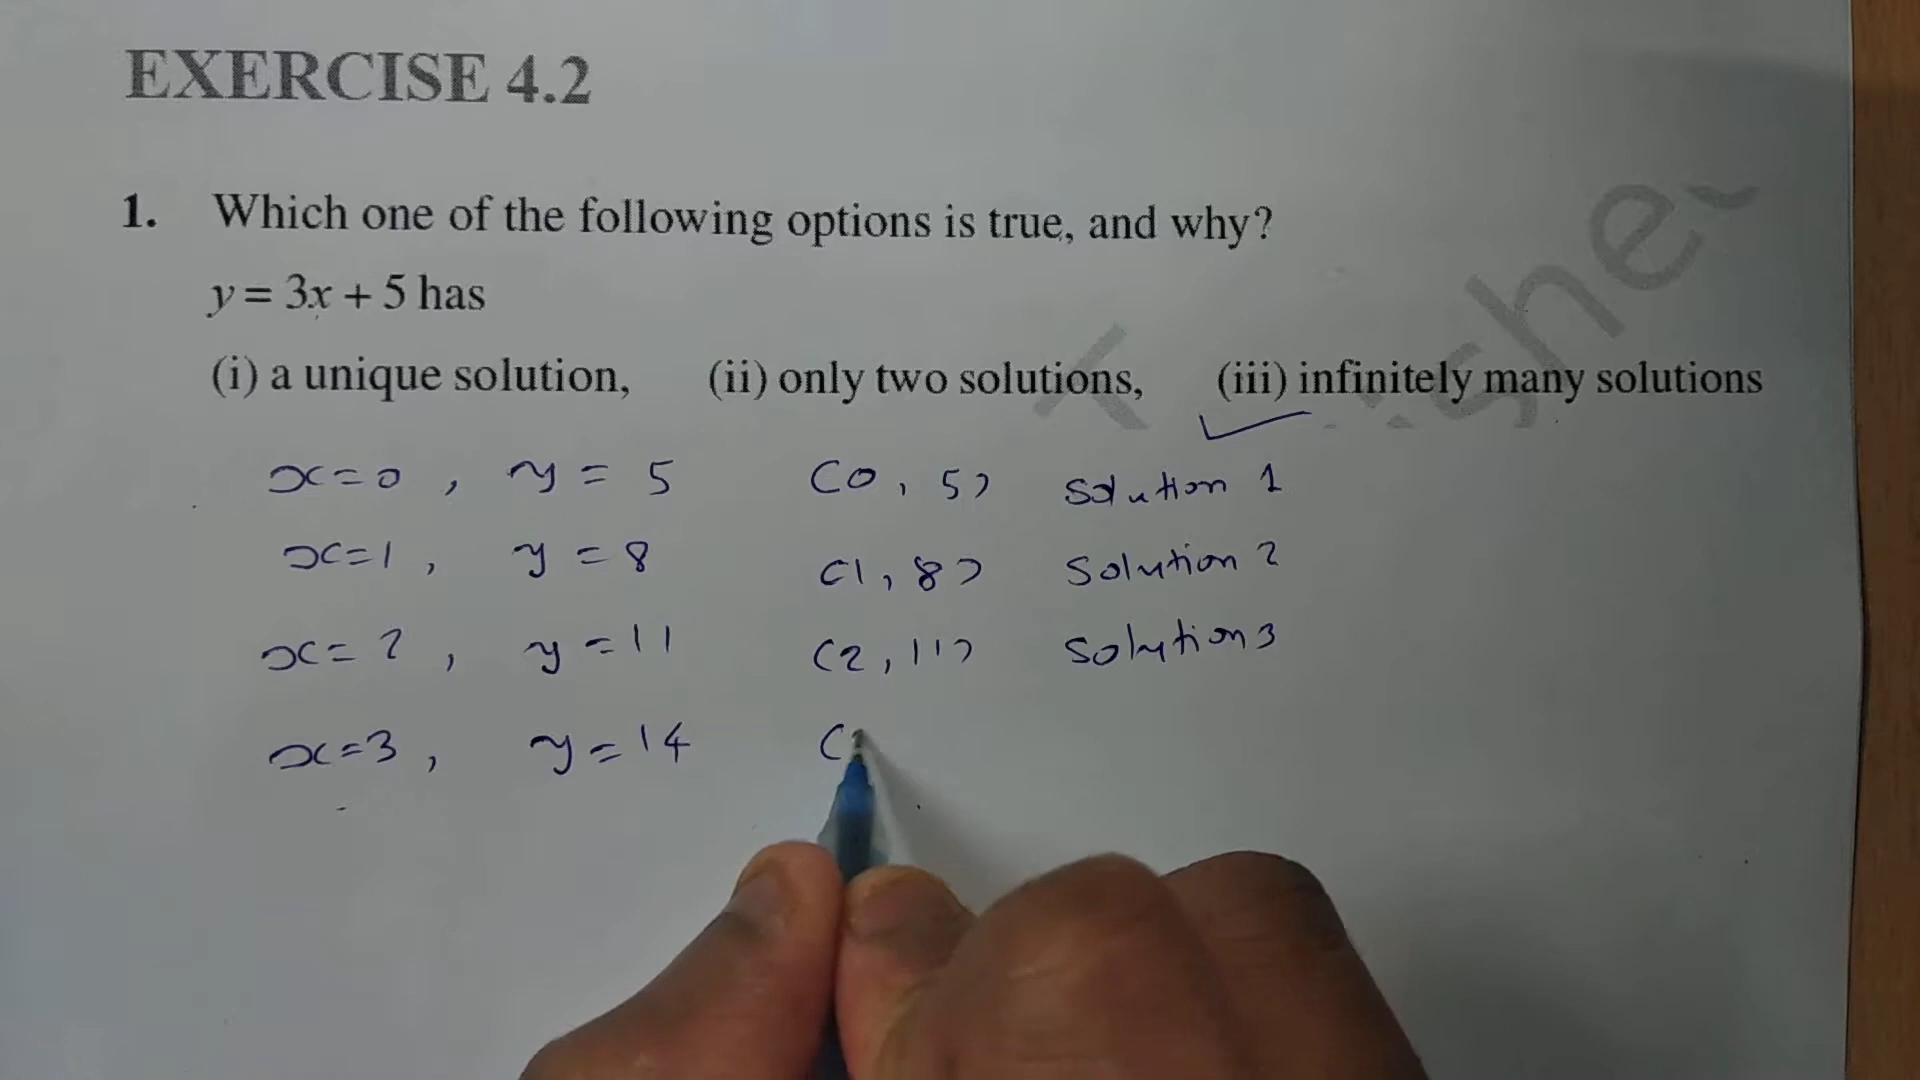 EXERCISE 4.2
1. Which one of the following options is true, and why?
y = 3x + 5 has
(i) a unique solution, (ii) only two solutions, (iii) infinitely many solutions
x=0 , y = 5 (0, 5) Solution 1
x=1 , y = 8 (1, 8) Solution 2
x=2 , y = 11 (2, 11) Solution 3
x=3 , y = 14 (